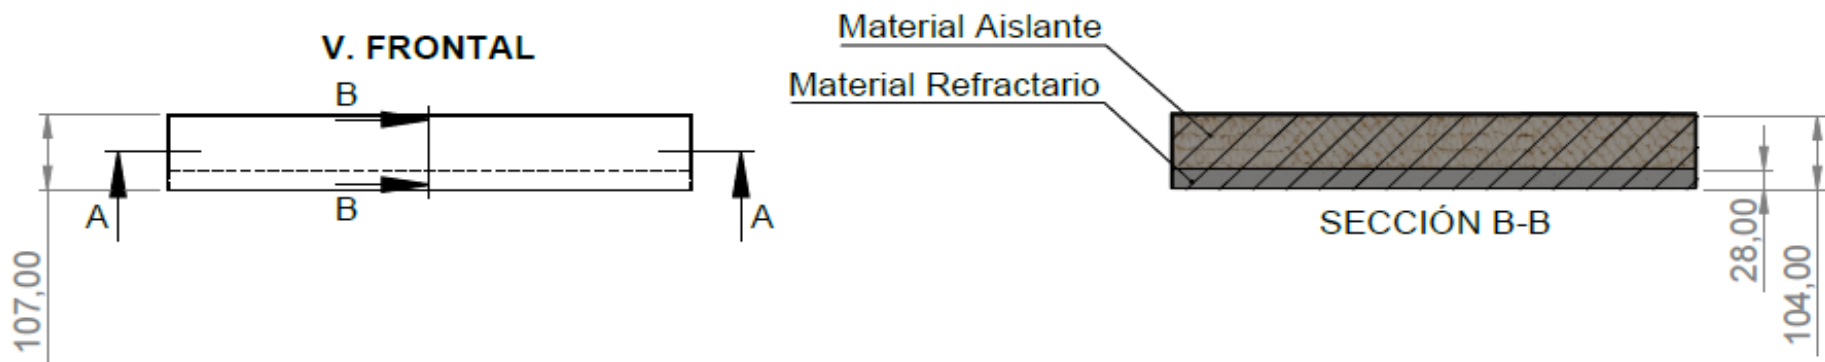 V. FRONTAL
B
A
A
B
107,00
Material Aislante
Material Refractario
SECCIÓN B-B
28,00
104,00